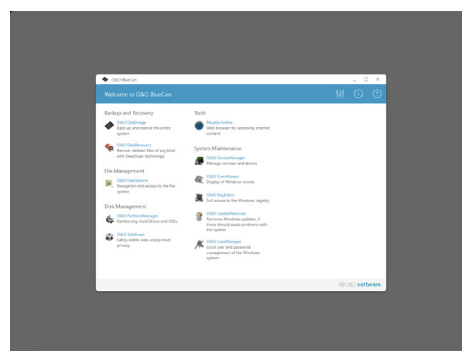 O&O BlueCon
Welcome to O&O BlueCon
Backup and Recovery
O&O DiskImage
Back up and restore the entire
system
O&O DiskRecovery
Recover deleted files of any kind
with DeepScan technology
File Management
O&O FileExplorer
Navigation and access to the file
system
Disk Management
O&O PartitionManager
Partitioning Hard Drives and SSDs
O&O SafeErase
Safely delete data and protect
privacy
Tools
Mozilla Firefox
Web browser for accessing internet
content
System Maintenance
O&O DeviceManager
Manage services and drivers
O&O EventViewer
Display of Windows events
O&O RegEditor
Full access to the Windows registry
O&O UpdateRemover
Removes Windows updates, if
these should cause problems with
the system
O&O UserManager
Local user and password
management of the Windows
system
O&O software